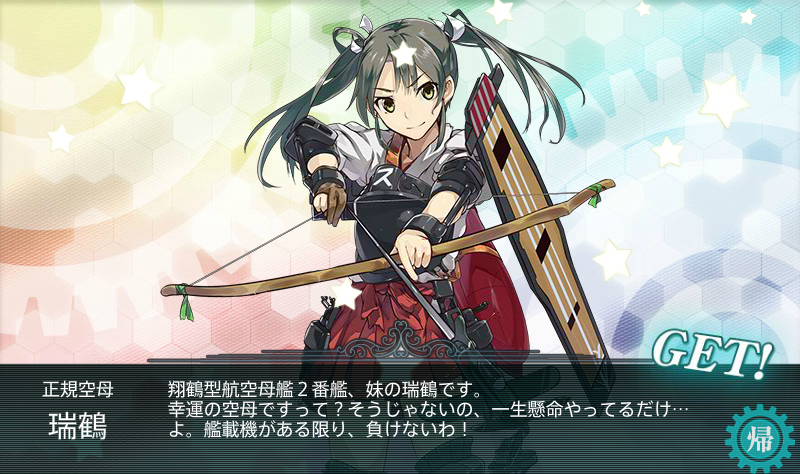 ス
GET!
正規空母
瑞鶴
翔鶴型航空母艦２番艦、妹の瑞鶴です。
幸運の空母ですって？そうじゃないの、一生懸命やってるだけ…
よ。艦載機がある限り、負けないわ！
帰